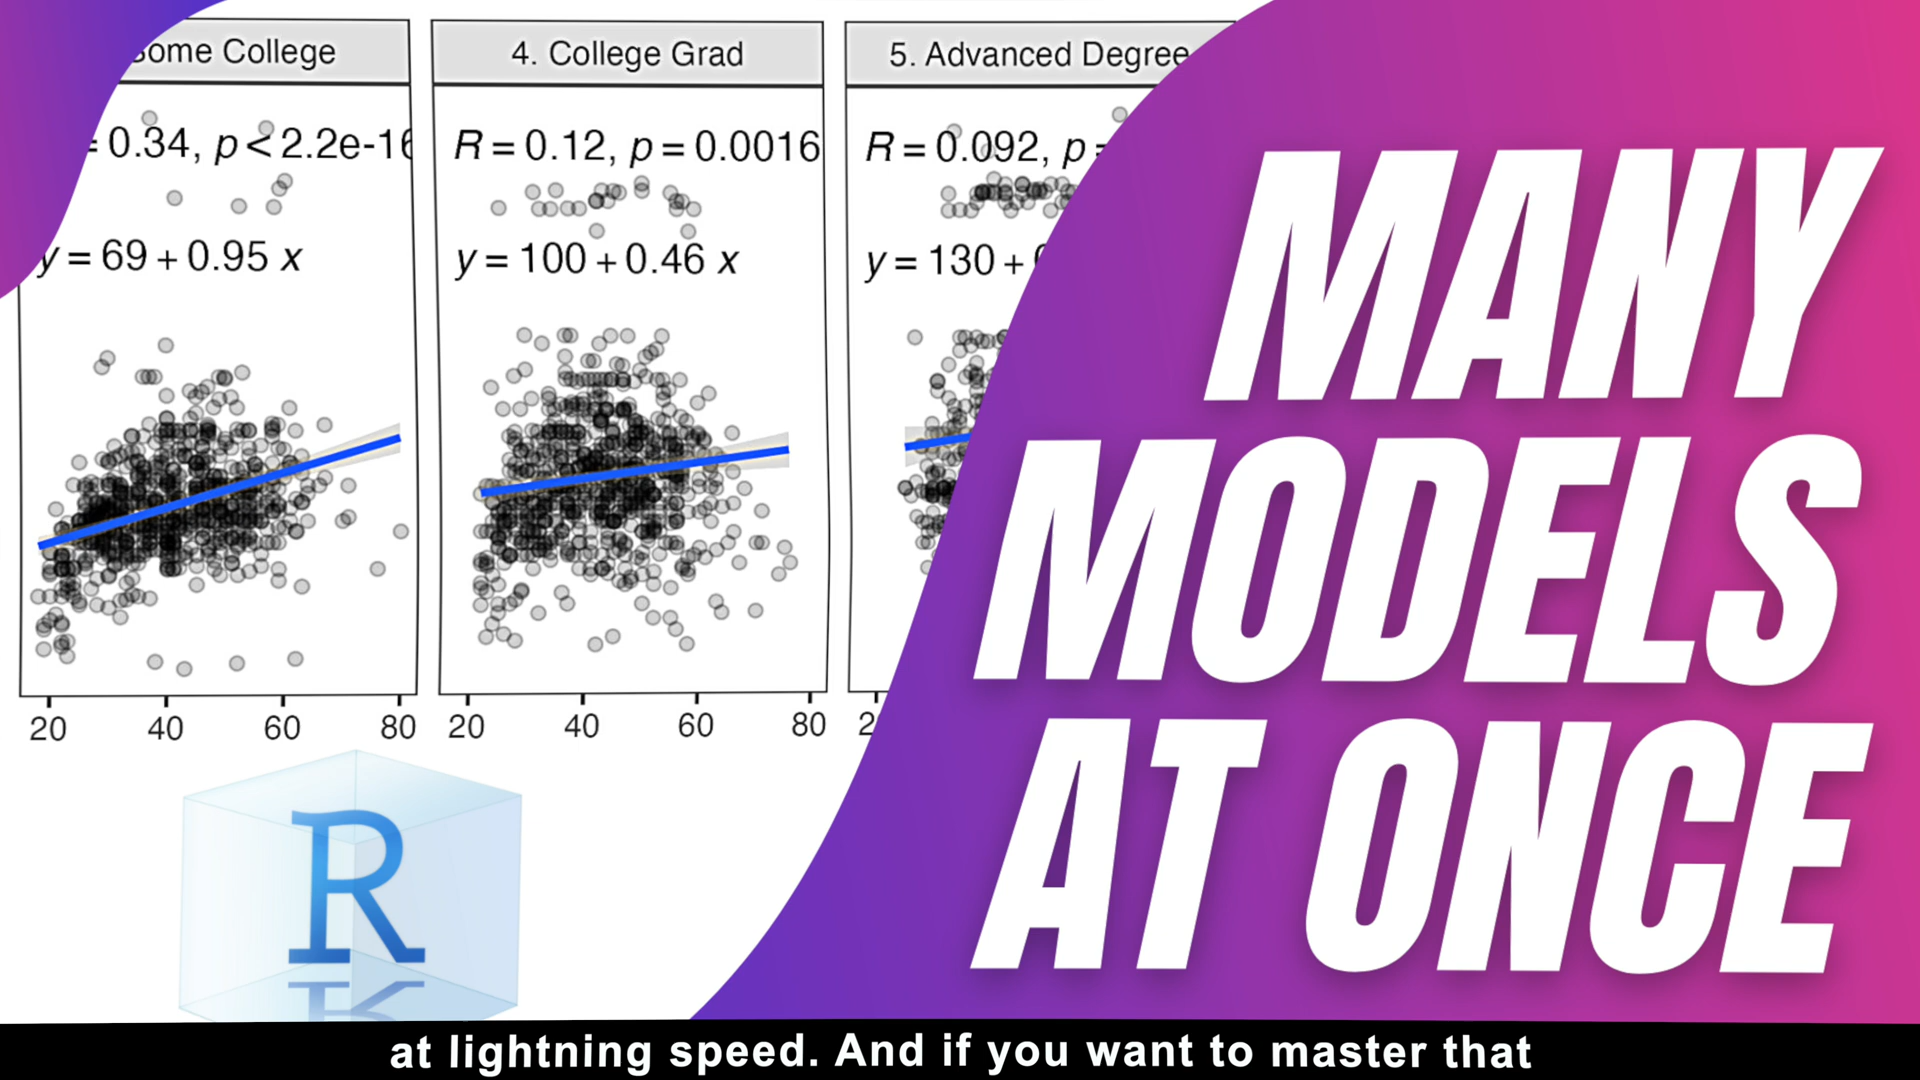 Some College
4. College Grad
5. Advanced Degree
= 0.34, p < 2.2e-16
R = 0.12, p = 0.0016
R = 0.092, p =
y = 69 + 0.95 x
y = 100 + 0.46 x
y = 130 +
20 40 60 80
20 40 60 80
MANY
MODELS
AT ONCE
R
at lightning speed. And if you want to master that